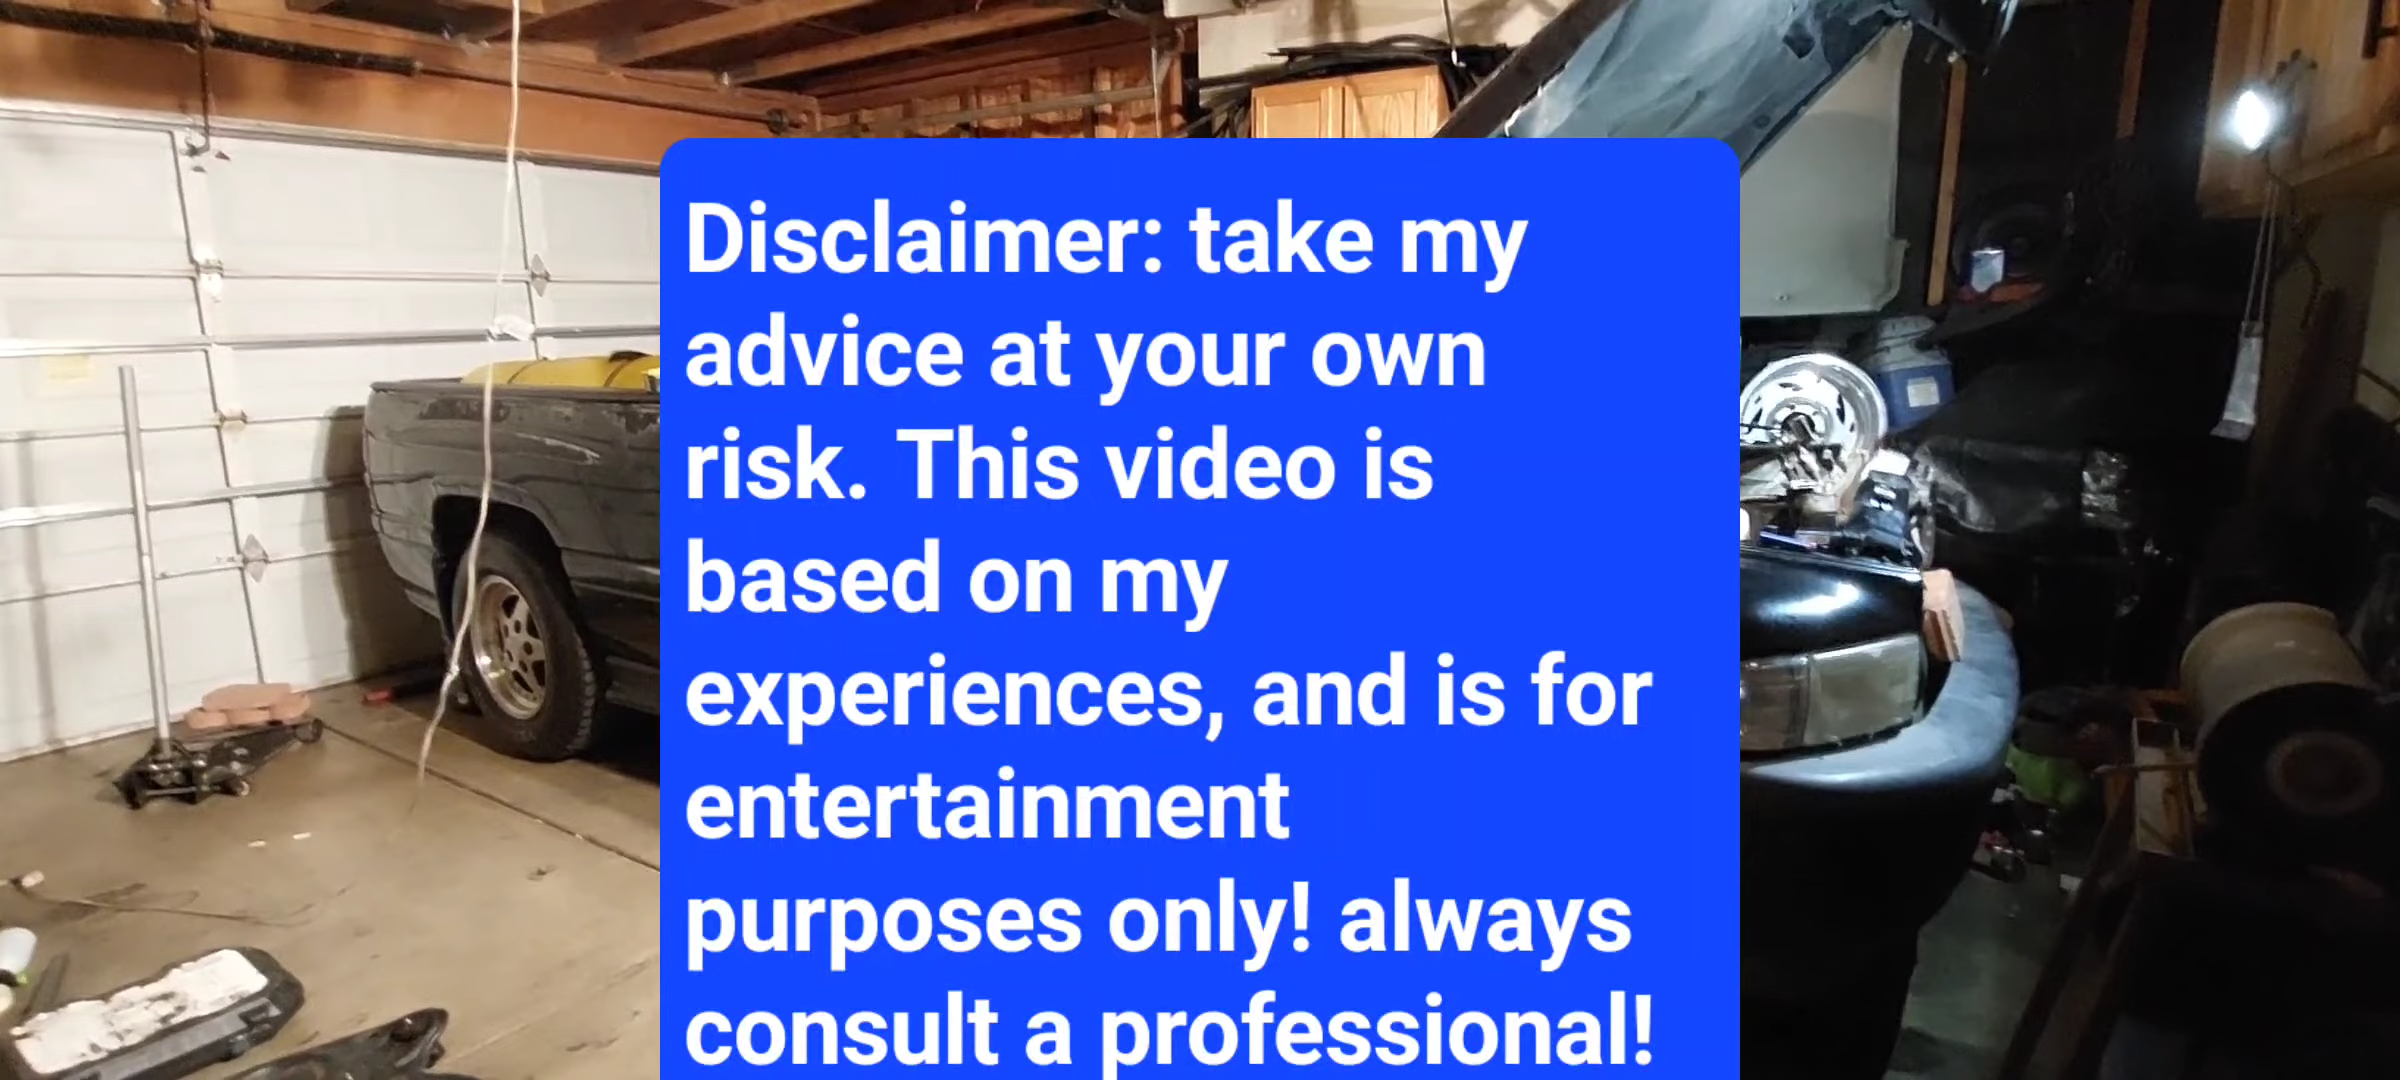 Disclaimer: take my
advice at your own
risk. This video is
based on my
experiences, and is for
entertainment
purposes only! always
consult a professional!